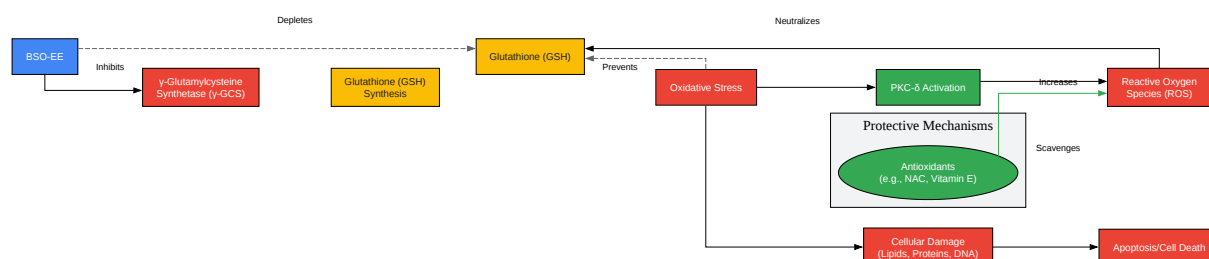 Depletes
Neutralizes
BSO-EE
Glutathione (GSH)
Inhibits
Prevents
γ-Glutamylcysteine
Synthetase (γ-GCS)
Glutathione (GSH)
Synthesis
Oxidative Stress
PKC-δ Activation
Increases
Reactive Oxygen
Species (ROS)
Protective Mechanisms
Antioxidants
(e.g., NAC, Vitamin E)
Scavenges
Cellular Damage
(Lipids, Proteins, DNA)
Apoptosis/Cell Death